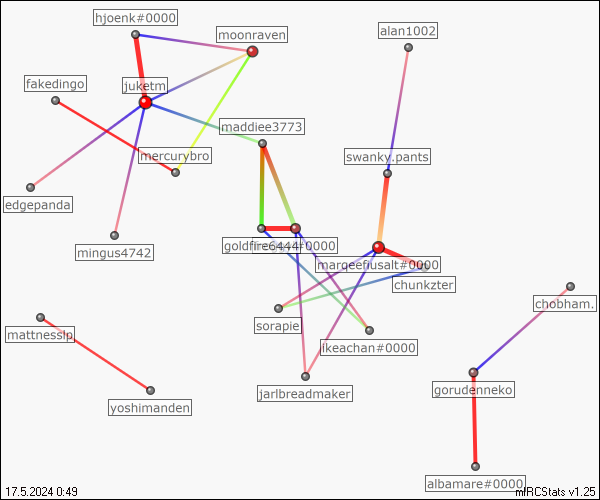 hjoenk#0000
moonraven
alan1002
fakedingo
juketm
maddiee3773
mercurybro
swanky.pants
edgepanda
mingus4742
goldfire6444#0000
margeefiusalt#0000
chunkzter
chobham.
sorapie
mattnesslp
ikeachan#0000
jarlbreadmaker
gorudenneko
yoshimanden
albamare#0000
17.5.2024 0:49
mIRCStats v1.25